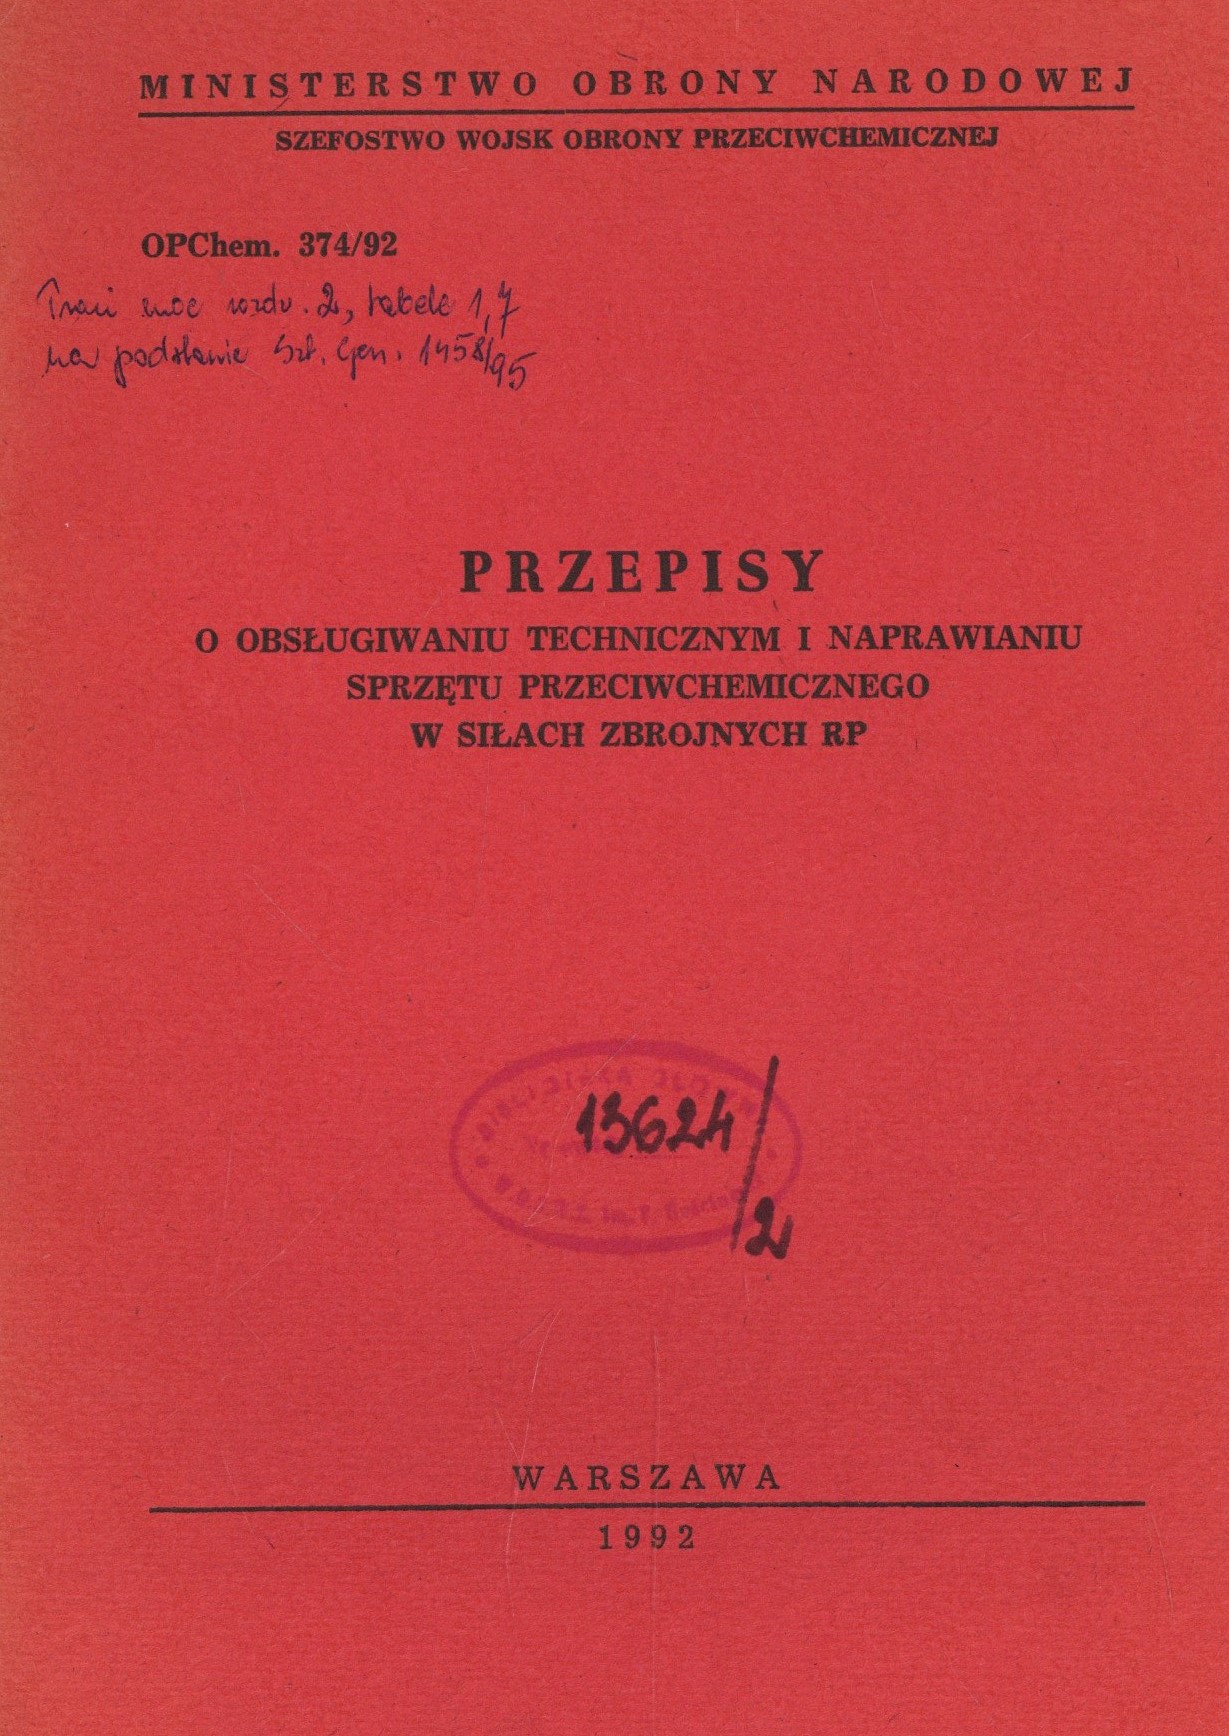 MINISTERSTWO OBRONY NARODOWEJ
SZEFOSTWO WOJSK OBRONY PRZECIWCHEMICZNEJ
OPChem. 374/92
Traci moc rozdz. 2, tabele 1,7
na podstawie Szt. Gen. 1458/95
PRZEPISY
O OBSŁUGIWANIU TECHNICZNYM I NAPRAWIANIU
SPRZĘTU PRZECIWCHEMICZNEGO
W SIŁACH ZBROJNYCH RP
13624/2
WARSZAWA
1992